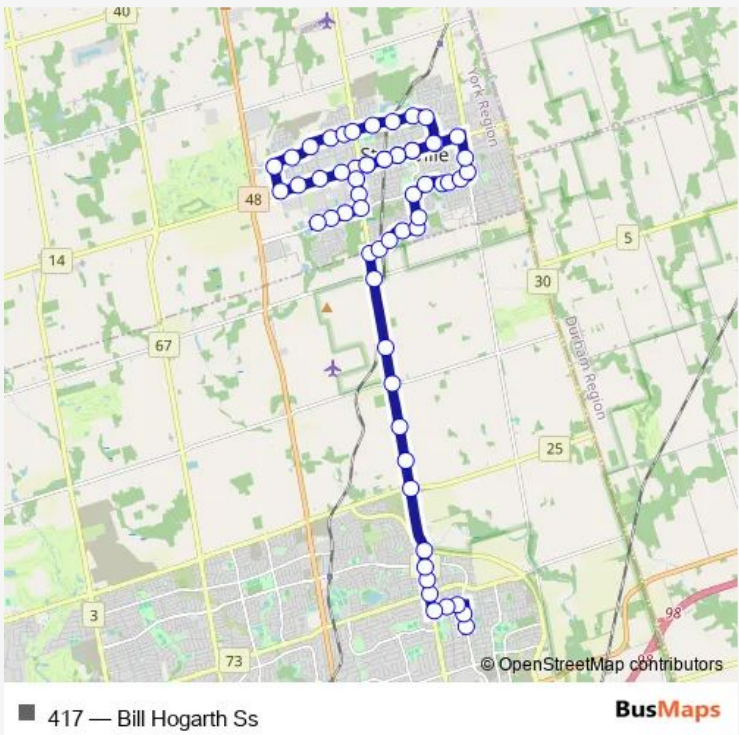 40
York Region
48
14
5
30
67
Durham Region
25
3
98
73
98
© OpenStreetMap contributors
417 — Bill Hogarth Ss
BusMaps